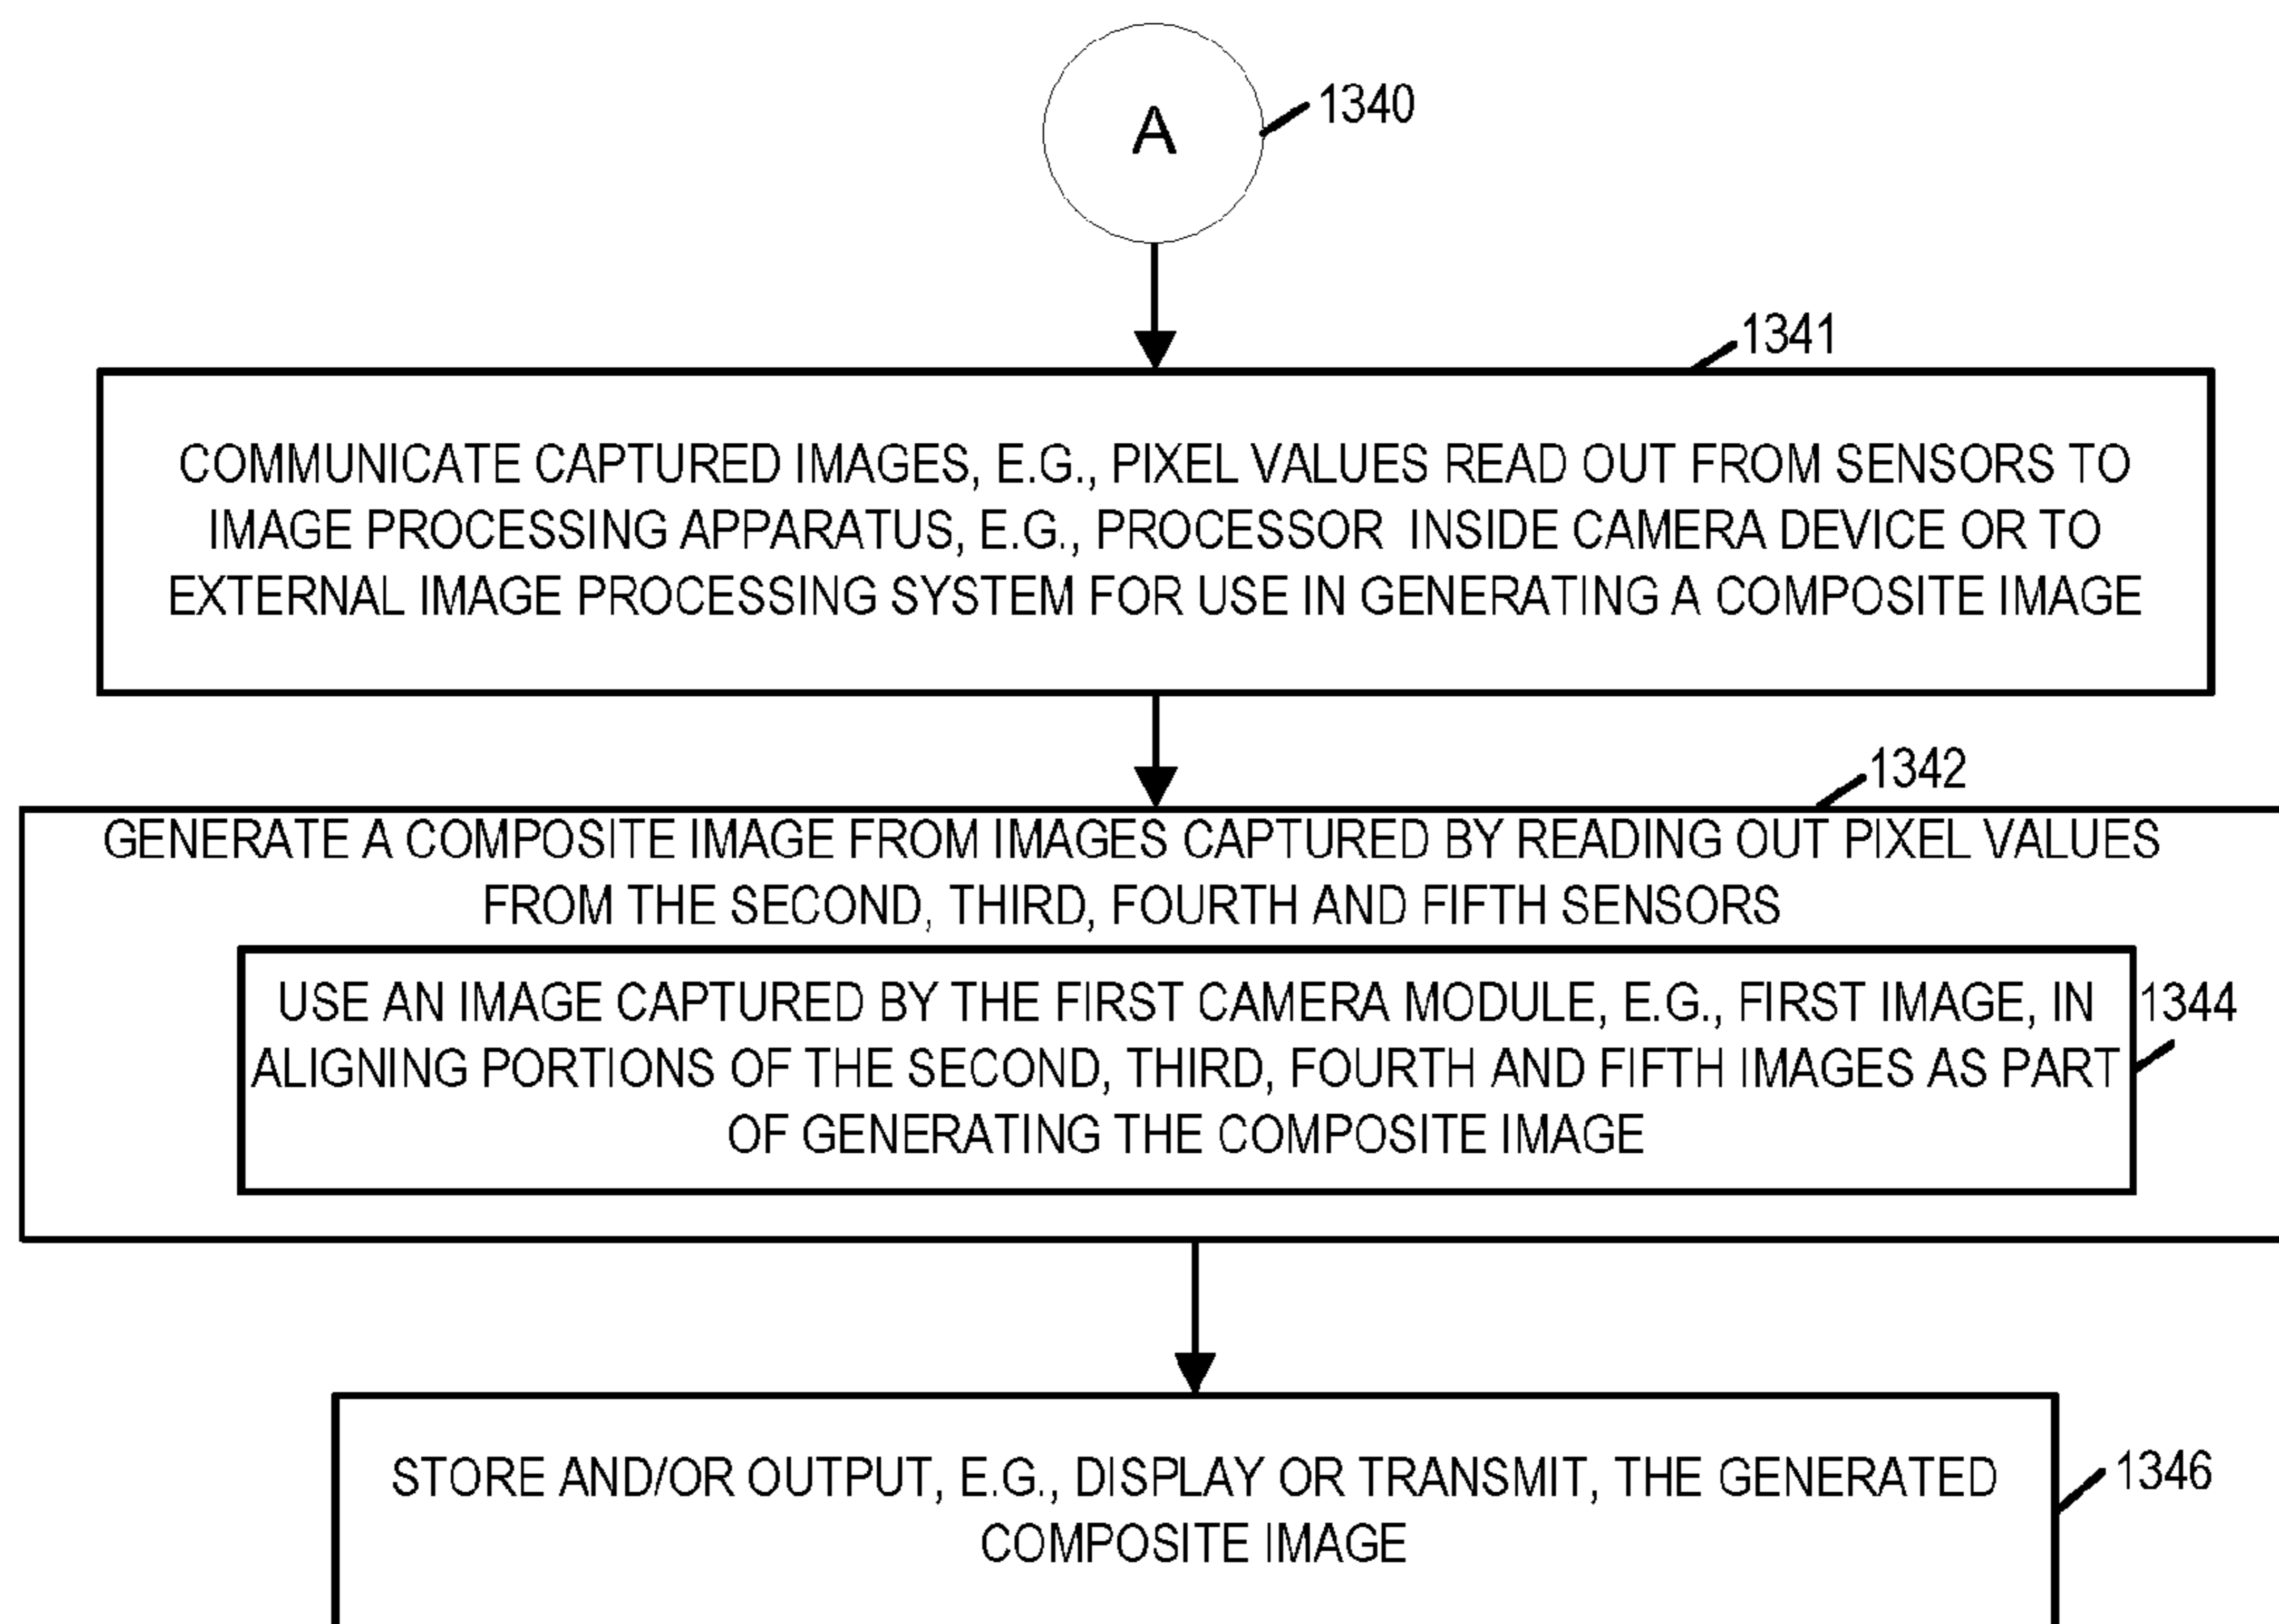 A
1340
1341
COMMUNICATE CAPTURED IMAGES, E.G., PIXEL VALUES READ OUT FROM SENSORS TO
IMAGE PROCESSING APPARATUS, E.G., PROCESSOR INSIDE CAMERA DEVICE OR TO
EXTERNAL IMAGE PROCESSING SYSTEM FOR USE IN GENERATING A COMPOSITE IMAGE
1342
GENERATE A COMPOSITE IMAGE FROM IMAGES CAPTURED BY READING OUT PIXEL VALUES
FROM THE SECOND, THIRD, FOURTH AND FIFTH SENSORS
USE AN IMAGE CAPTURED BY THE FIRST CAMERA MODULE, E.G., FIRST IMAGE, IN
1344
ALIGNING PORTIONS OF THE SECOND, THIRD, FOURTH AND FIFTH IMAGES AS PART
OF GENERATING THE COMPOSITE IMAGE
STORE AND/OR OUTPUT, E.G., DISPLAY OR TRANSMIT, THE GENERATED
1346
COMPOSITE IMAGE